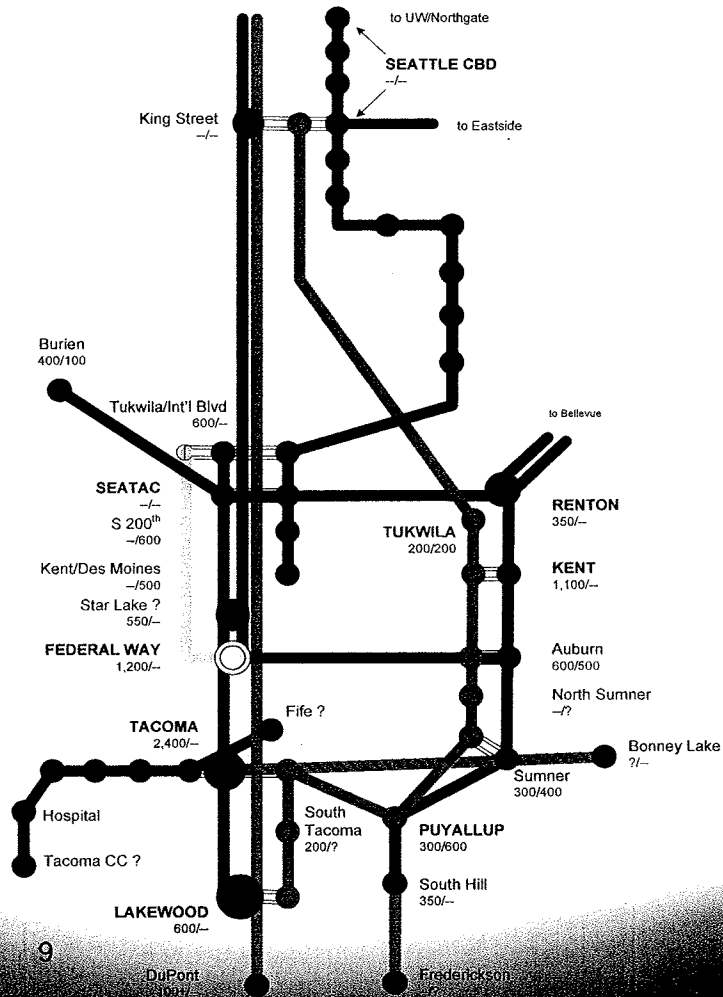 to UW/Northgate
SEATTLE CBD
--/--
King Street
--/--
to Eastside
Burien
400/100
Tukwila/Int'l Blvd
600/--
to Bellevue
SEATAC
--/--
S 200th
--/600
RENTON
350/--
TUKWILA
200/200
Kent/Des Moines
--/500
KENT
1,100/--
Star Lake ?
550/--
FEDERAL WAY
1,200/--
Auburn
600/500
North Sumner
--/?
Fife ?
TACOMA
2,400/--
Bonney Lake
?/--
Sumner
300/400
Hospital
South
Tacoma
200/?
PUYALLUP
300/600
Tacoma CC ?
South Hill
350/--
LAKEWOOD
600/--
9
DuPont
Frederickson